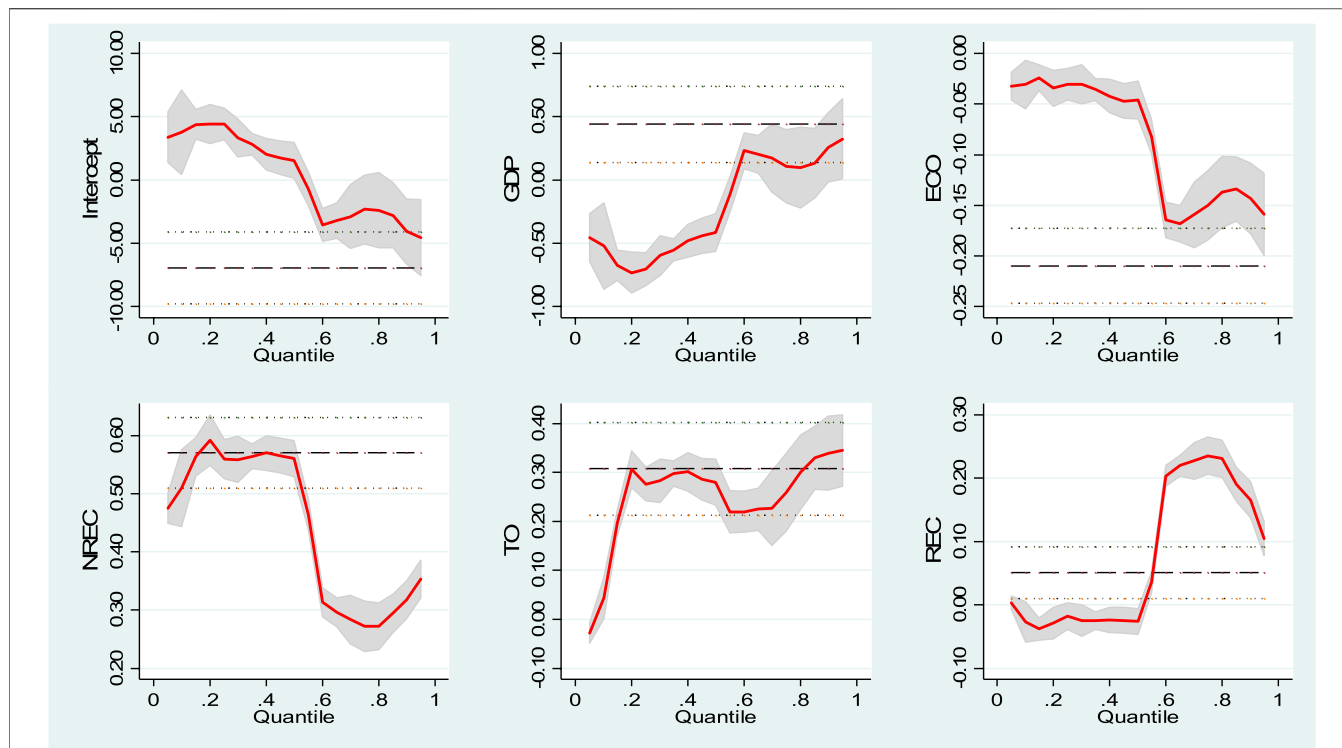 Intercept
10.00
5.00
0.00
-5.00
-10.00
0 .2 .4 .6 .8 1
Quantile
GDP
1.00
0.50
0.00
-0.50
-1.00
0 .2 .4 .6 .8 1
Quantile
ECO
0.00
-0.05
-0.10
-0.15
-0.20
-0.25
0 .2 .4 .6 .8 1
Quantile
NREC
0.60
0.50
0.40
0.30
0.20
0 .2 .4 .6 .8 1
Quantile
TO
0.40
0.30
0.20
0.10
0.00
-0.10
0 .2 .4 .6 .8 1
Quantile
REC
0.30
0.20
0.10
0.00
-0.10
0 .2 .4 .6 .8 1
Quantile